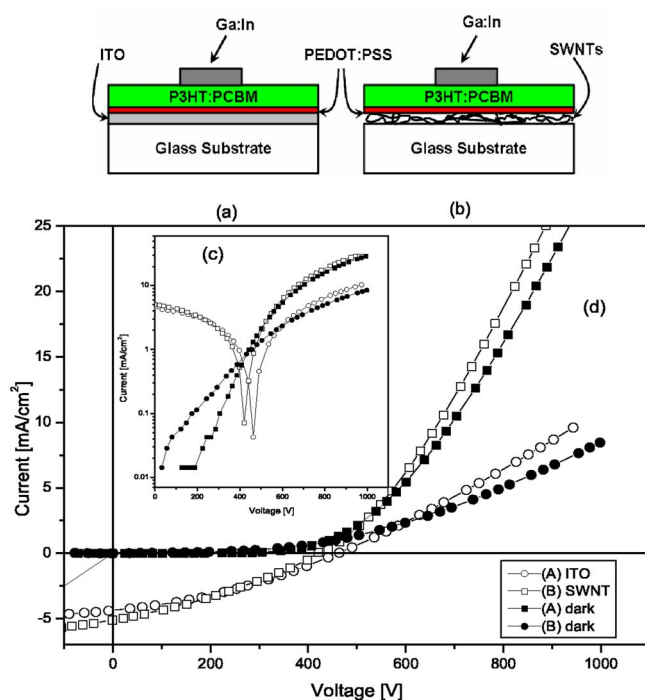 Ga:In
Ga:In
ITO
PEDOT:PSS
SWNTs
P3HT:PCBM
P3HT:PCBM
Glass Substrate
Glass Substrate
(a)
(b)
25
20
15
10
5
0
-5
Current [mA/cm²]
0
200
400
600
800
1000
Voltage [V]
(c)
10
1
0.1
0.01
Current [mA/cm²]
0
200
400
600
800
1000
Voltage [V]
(d)
(A) ITO
(B) SWNT
(A) dark
(B) dark